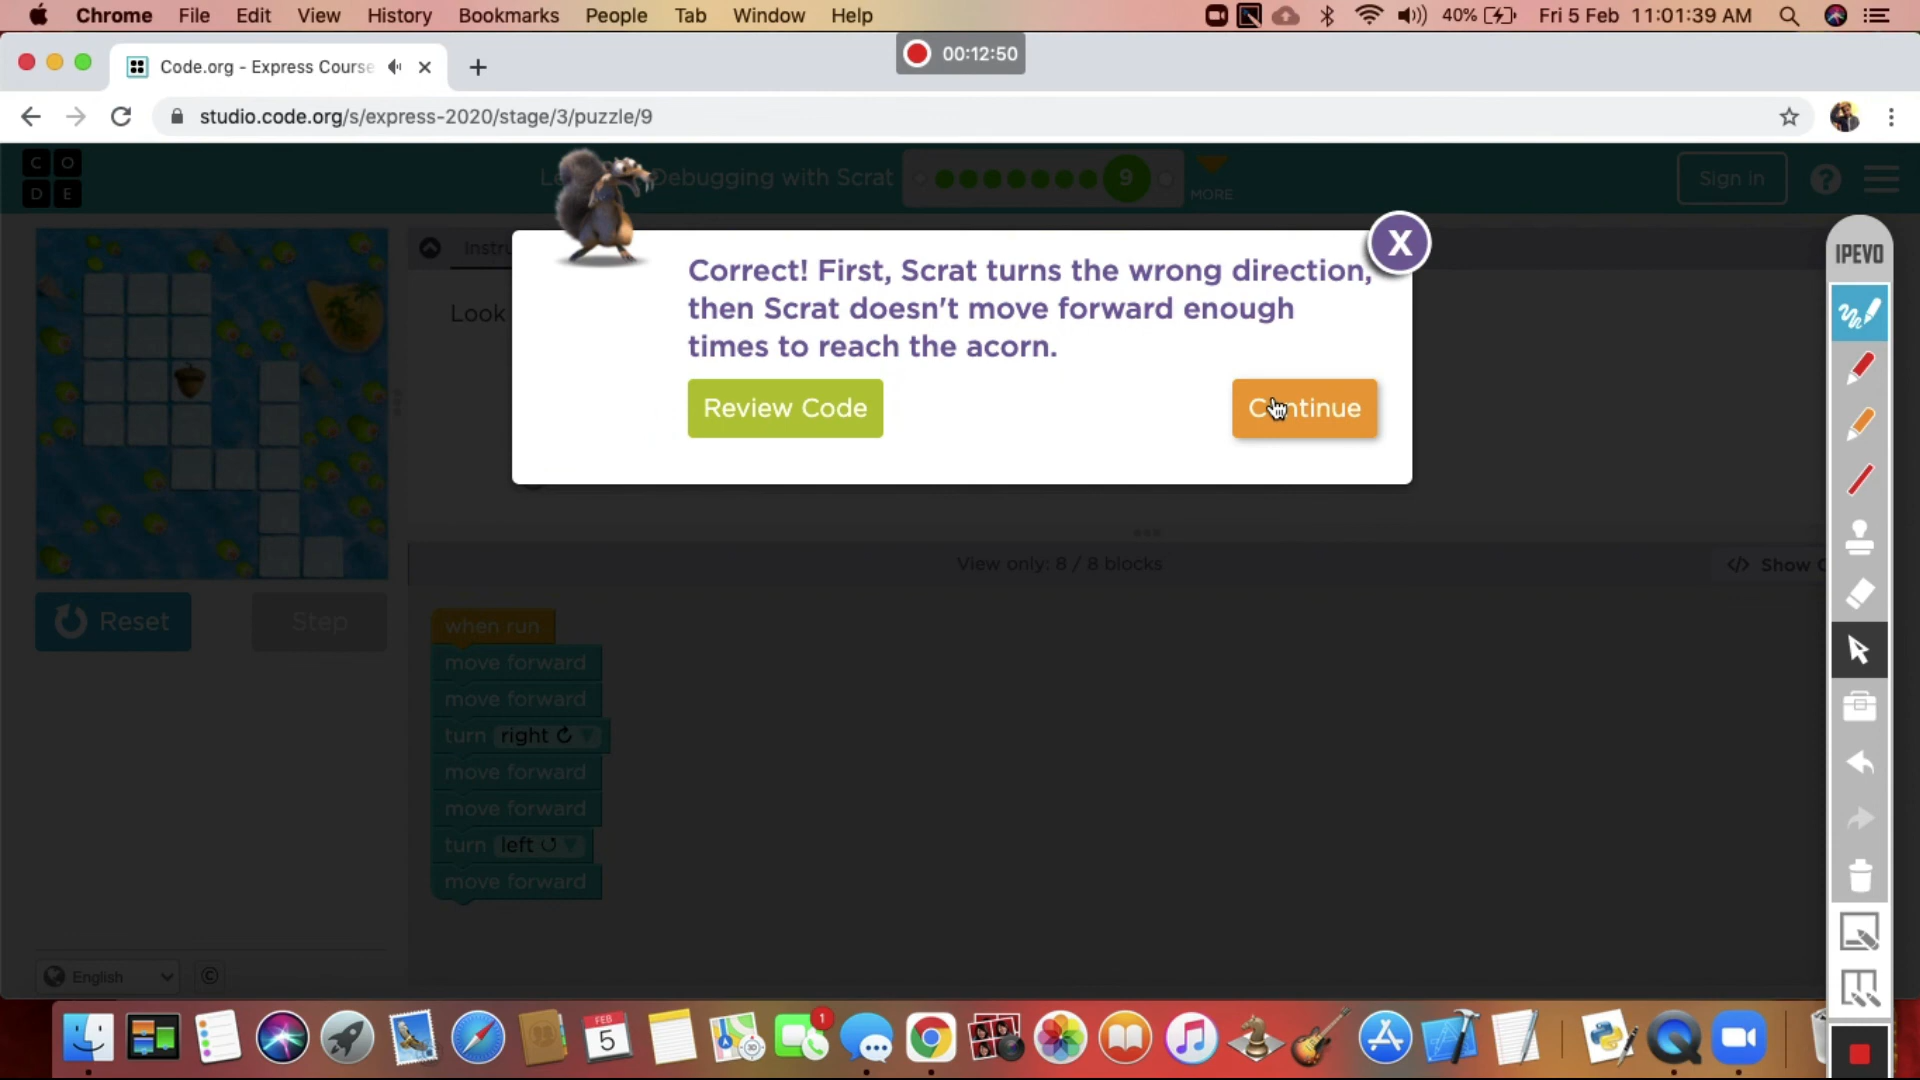 Chrome File Edit View History Bookmarks People Tab Window Help 40% Fri 5 Feb 11:01:39 AM
Code.org - Express Course
00:12:50
studio.code.org/s/express-2020/stage/3/puzzle/9
C O D E
Debugging with Scrat 9 MORE Sign in ?
X
IPEVO
Correct! First, Scrat turns the wrong direction,
then Scrat doesn't move forward enough
times to reach the acorn.
Look
Review Code Continue
View only: 8 / 8 blocks
</> Show
Reset Step
when run
move forward
move forward
turn right
move forward
move forward
turn left
move forward
English ©
FEB
5
3D
1